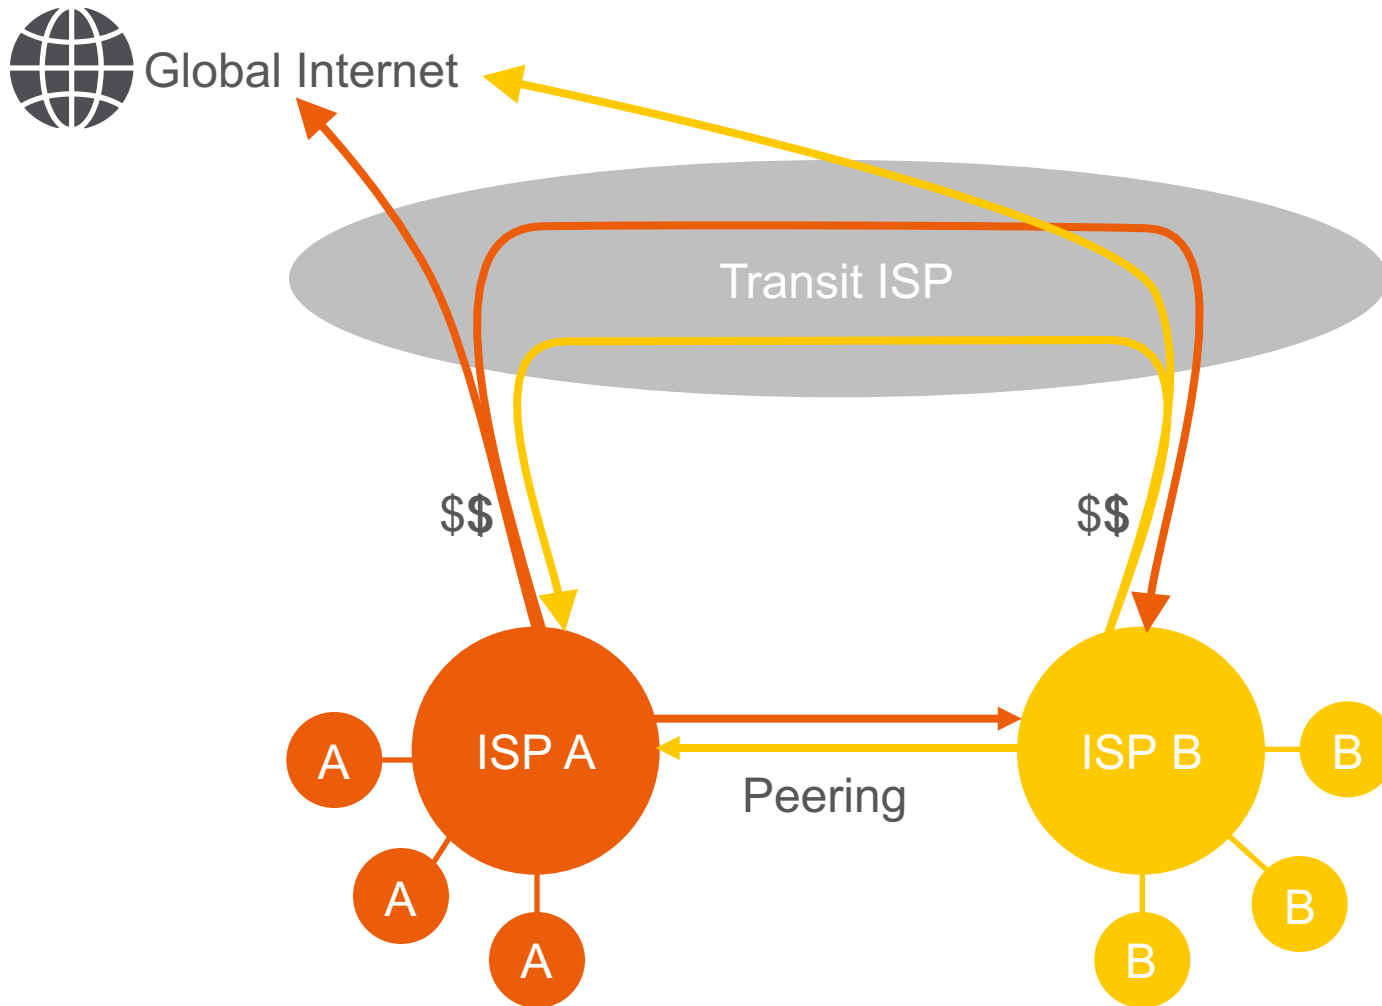 Global Internet
Transit ISP
$$
$$
ISP A
ISP B
Peering
A
A
A
B
B
B